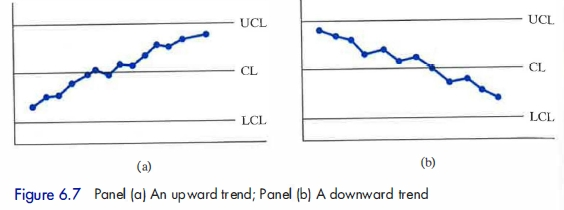 UCL
CL
LCL
(a)
UCL
CL
LCL
(b)
Figure 6.7 Panel (a) An upward trend; Panel (b) A downward trend